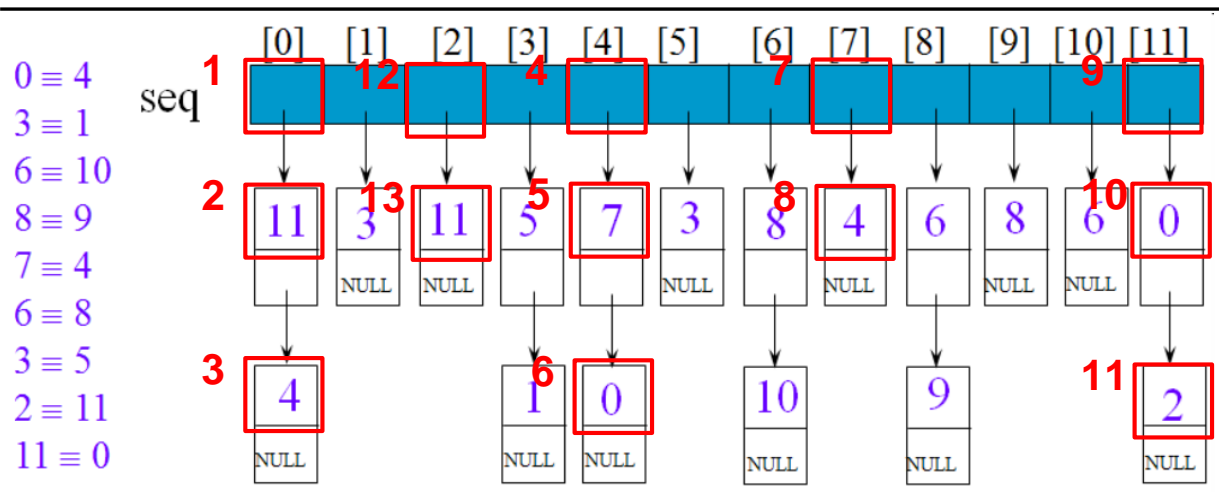 [0] [1] [2] [3] [4] [5] [6] [7] [8] [9] [10] [11]
1 12 4 7 9
seq
0 ≡ 4
3 ≡ 1
6 ≡ 10
8 ≡ 9
7 ≡ 4
6 ≡ 8
3 ≡ 5
2 ≡ 11
11 ≡ 0
2 13 5 8 10
11 3 11 5 7 3 8 4 6 8 6 0
NULL NULL NULL NULL NULL NULL
3 6 11
4 1 0 10 9 2
NULL NULL NULL NULL NULL NULL